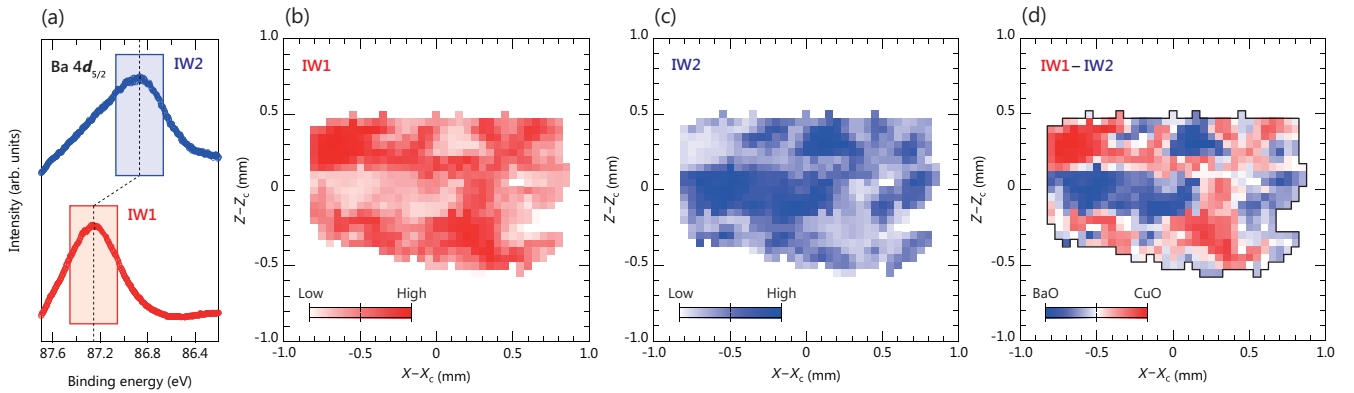 (a)
Ba 4d5/2
IW2
IW1
Intensity (arb. units)
87.6 87.2 86.8 86.4
Binding energy (eV)
(b)
IW1
1.0
0.5
0
-0.5
-1.0
Z−Zc (mm)
Low High
-1.0 -0.5 0 0.5 1.0
X−Xc (mm)
(c)
IW2
1.0
0.5
0
-0.5
-1.0
Z−Zc (mm)
Low High
-1.0 -0.5 0 0.5 1.0
X−Xc (mm)
(d)
IW1−IW2
1.0
0.5
0
-0.5
-1.0
Z−Zc (mm)
BaO CuO
-1.0 -0.5 0 0.5 1.0
X−Xc (mm)